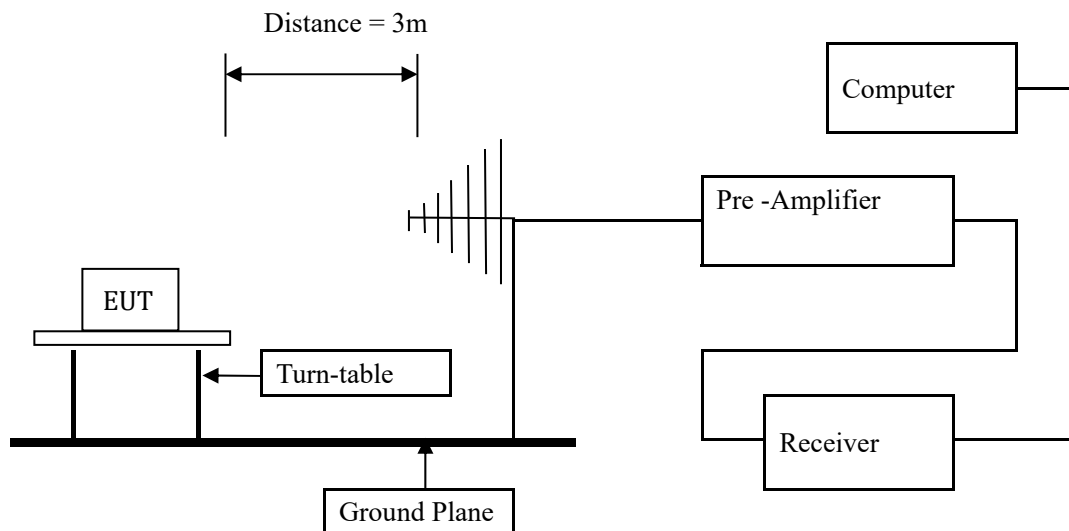 Distance = 3m
Computer
Pre -Amplifier
EUT
Turn-table
Receiver
Ground Plane